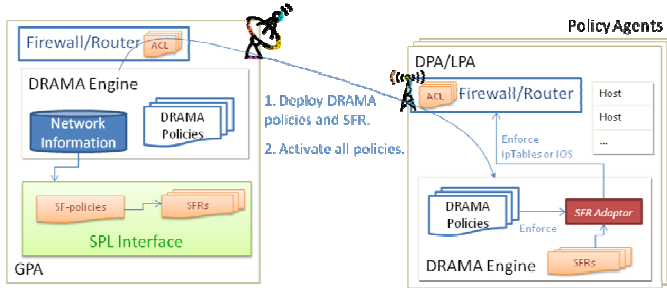 Firewall/Router
ACL
DRAMA Engine
Network
Information
DRAMA
Policies
SF-policies
SFRs
SPL Interface
GPA
1. Deploy DRAMA
policies and SFR.
2. Activate all policies.
Policy Agents
DPA/LPA
ACL
Firewall/Router
Host
Host
...
Enforce
ipTables or IOS
DRAMA
Policies
Enforce
SFR Adaptor
SFRs
DRAMA Engine